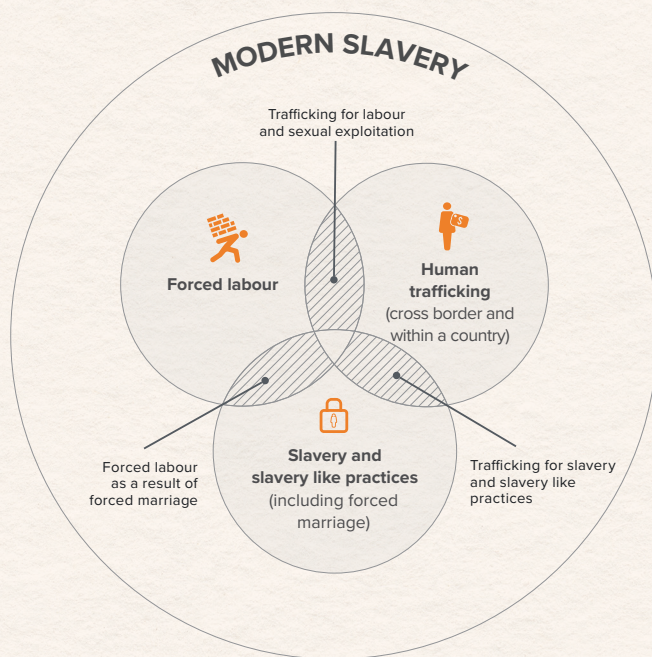 MODERN SLAVERY
Trafficking for labour
and sexual exploitation
Forced labour
Human
trafficking
(cross border and
within a country)
$
Slavery and
slavery like practices
(including forced
marriage)
Forced labour
as a result of
forced marriage
Trafficking for slavery
and slavery like
practices